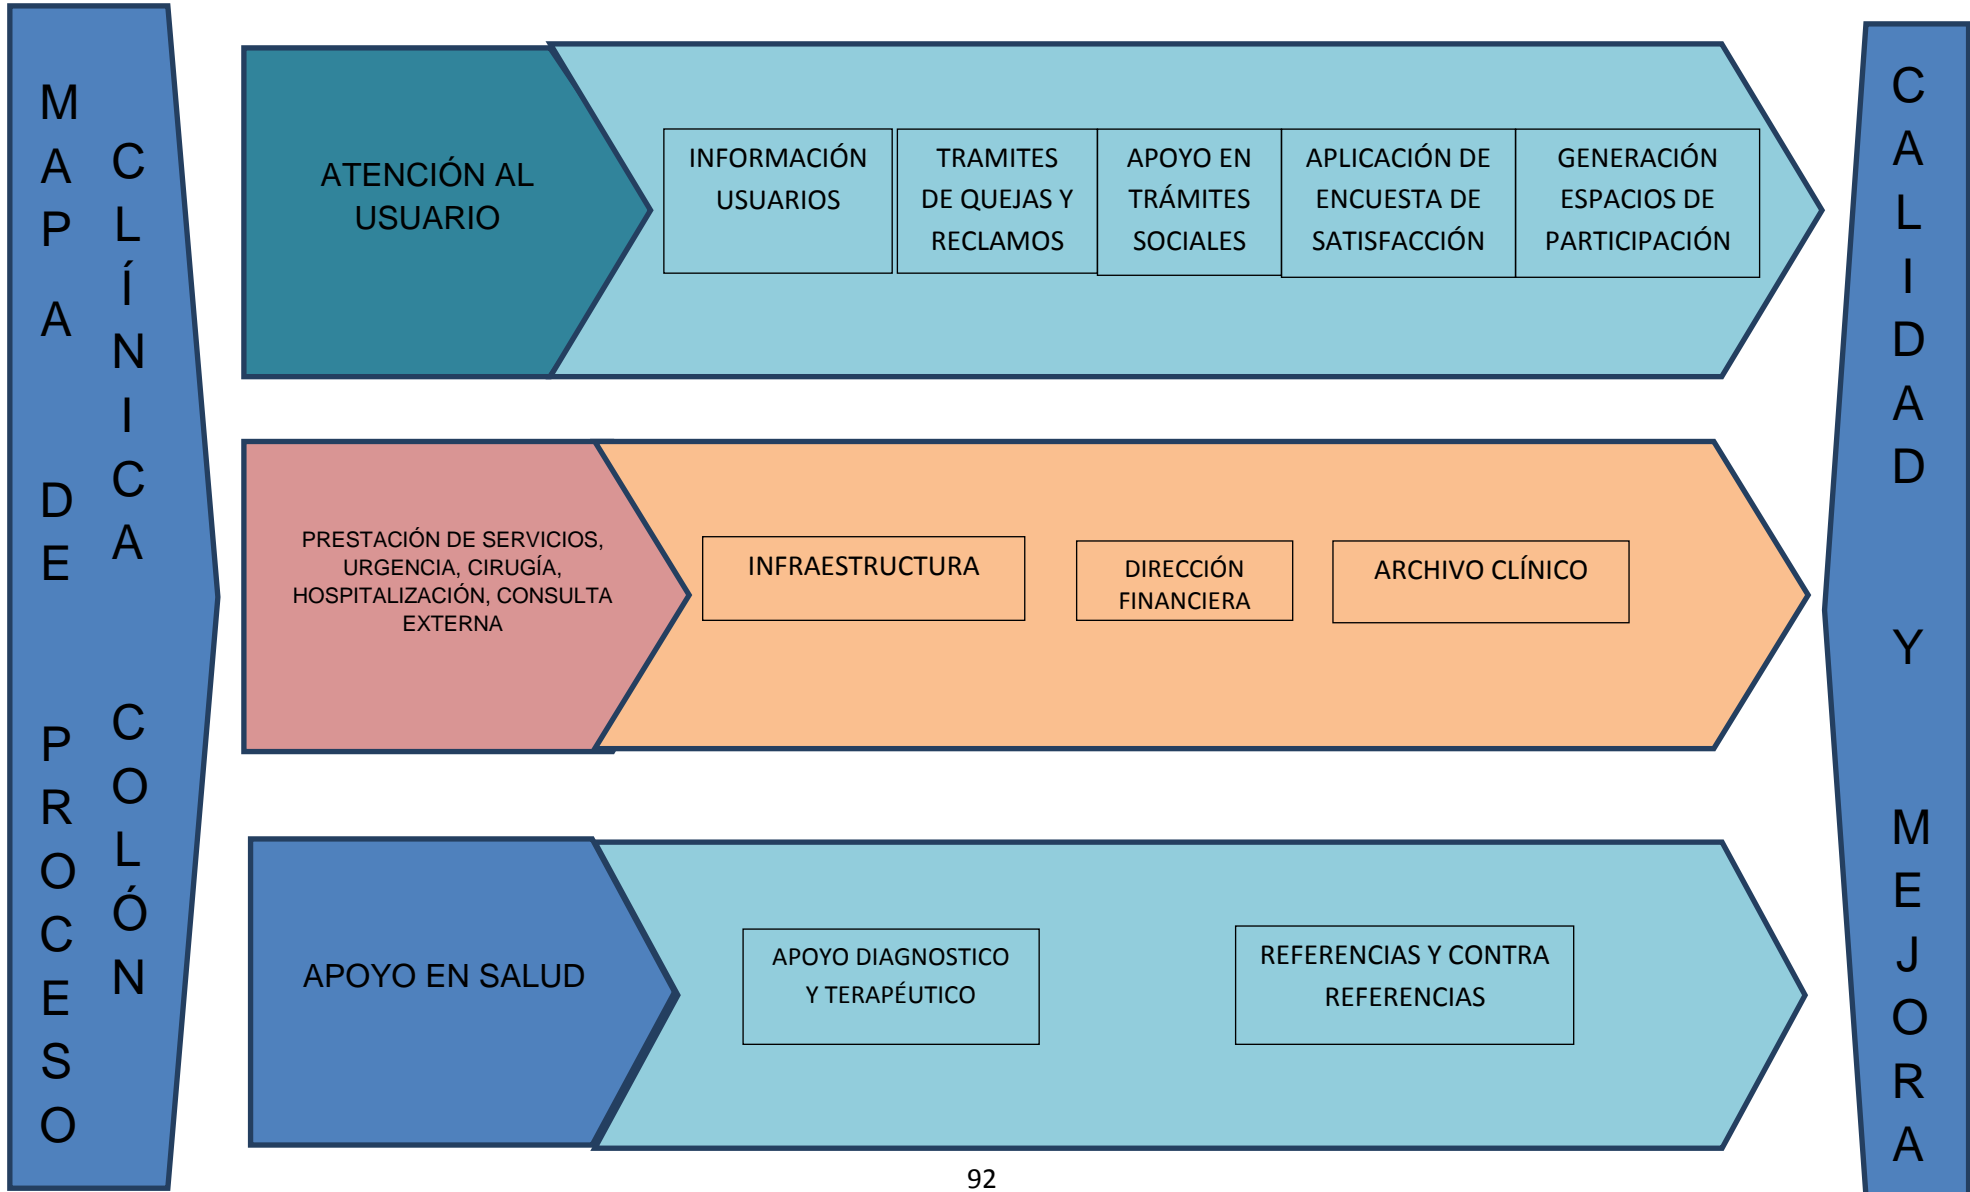 MAPA DE PROCESO
CLÍNICA COLÓN
ATENCIÓN AL
USUARIO
INFORMACIÓN
USUARIOS
TRAMITES
DE QUEJAS Y
RECLAMOS
APOYO EN
TRÁMITES
SOCIALES
APLICACIÓN DE
ENCUESTA DE
SATISFACCIÓN
GENERACIÓN
ESPACIOS DE
PARTICIPACIÓN
PRESTACIÓN DE SERVICIOS,
URGENCIA, CIRUGÍA,
HOSPITALIZACIÓN, CONSULTA
EXTERNA
INFRAESTRUCTURA
DIRECCIÓN
FINANCIERA
ARCHIVO CLÍNICO
APOYO EN SALUD
APOYO DIAGNOSTICO
Y TERAPÉUTICO
REFERENCIAS Y CONTRA
REFERENCIAS
CALIDAD Y MEJORA
92